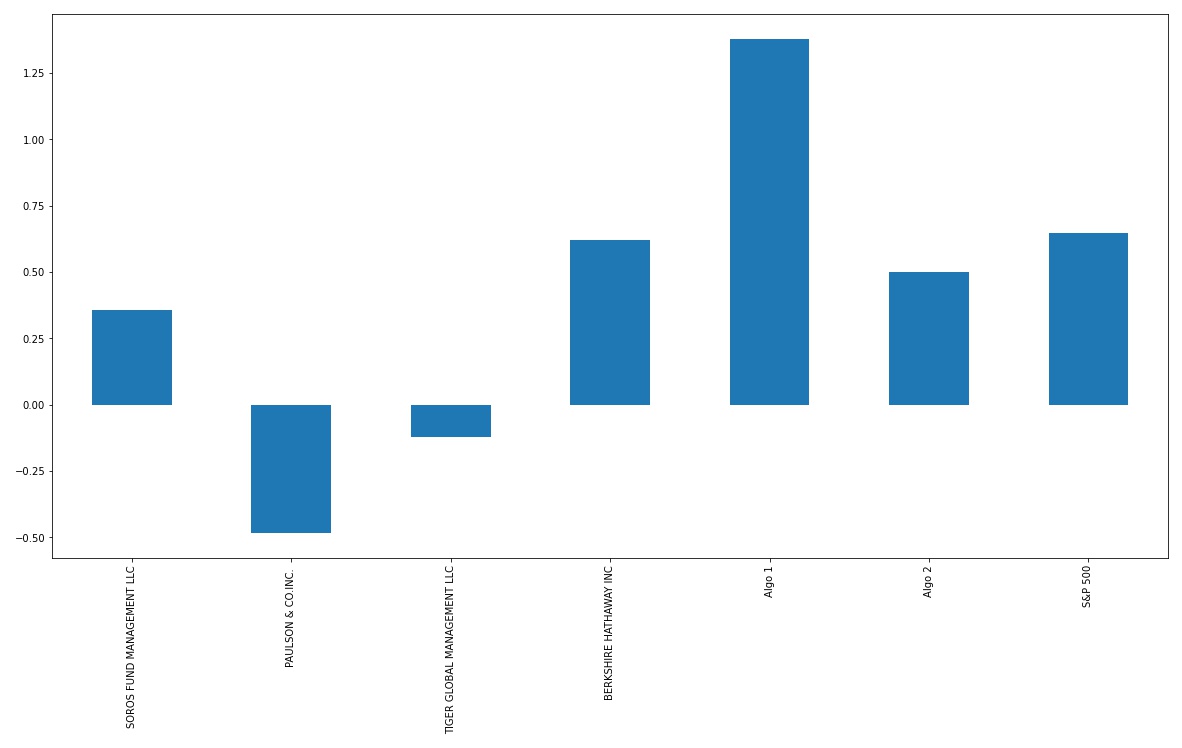 1.25
1.00
0.75
0.50
0.25
0.00
−0.25
−0.50
SOROS FUND MANAGEMENT LLC
PAULSON & CO.INC.
TIGER GLOBAL MANAGEMENT LLC
BERKSHIRE HATHAWAY INC
Algo 1
Algo 2
S&P 500